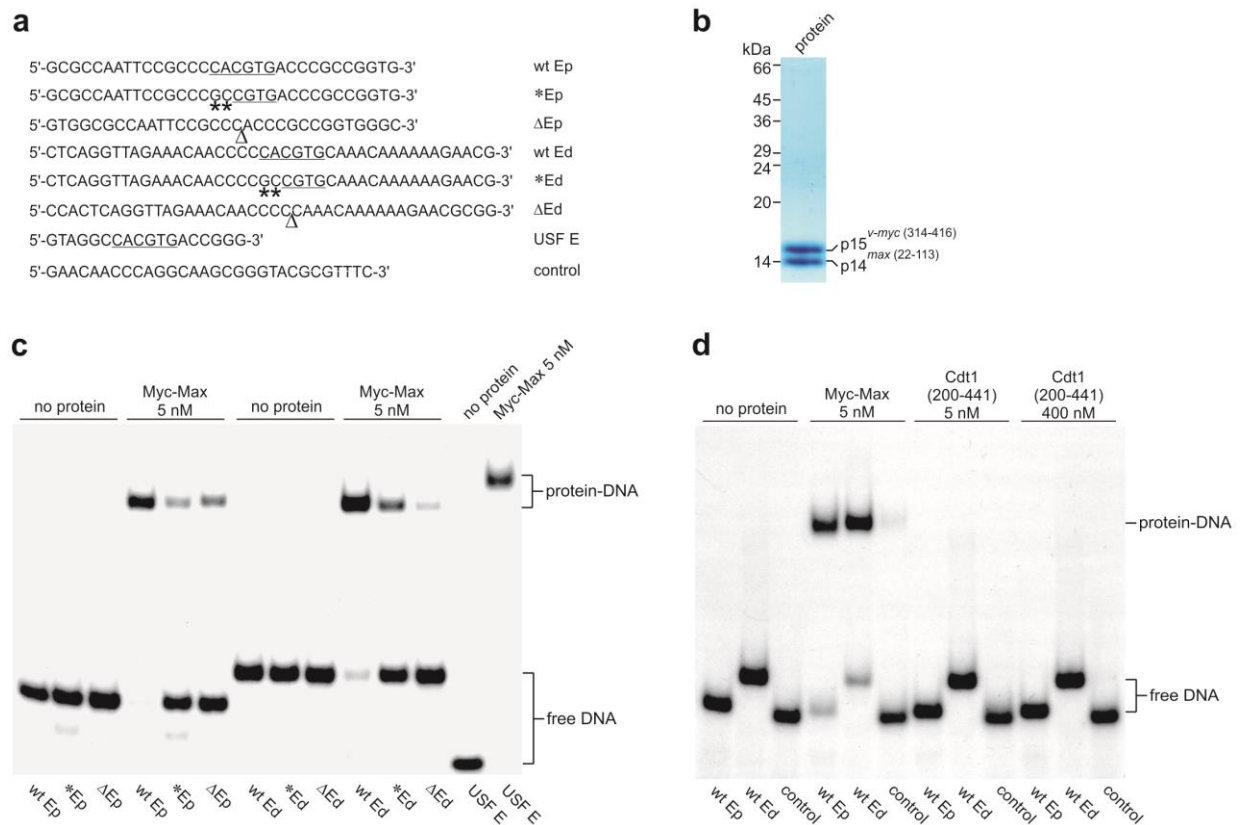 a
5'-GCGCCAATTCCGCCCCACGTGACCCGCCGGTG-3' wt Ep
5'-GCGCCAATTCCGCCCGCCGTGACCCGCCGGTG-3' *Ep
**
5'-GTGGCGCCAATTCCGCCCACCCGCCGGTGGGC-3' ΔEp
Δ
5'-CTCAGGTTAGAAACAACCCCCACGTGCAAACAAAAAAGAACG-3' wt Ed
5'-CTCAGGTTAGAAACAACCCCGCCGTGCAAACAAAAAAGAACG-3' *Ed
**
5'-CCACTCAGGTTAGAAACAACCCCCAAACAAAAAAGAACGCGG-3' ΔEd
Δ
5'-GTAGGCCACGTGACCGGG-3' USF E
5'-GAACAACCCAGGCAAGCGGGTACGCGTTTC-3' control
b
protein
kDa
66
45
36
29
24
20
14
p15 v-myc (314-416)
p14 max (22-113)
c
no protein
Myc-Max
5 nM
no protein
Myc-Max
5 nM
no protein
Myc-Max 5 nM
protein-DNA
free DNA
wt Ep
*Ep
ΔEp
wt Ep
*Ep
ΔEp
wt Ed
*Ed
ΔEd
wt Ed
*Ed
ΔEd
USF E
USF E
d
no protein
Myc-Max
5 nM
Cdt1
(200-441)
5 nM
Cdt1
(200-441)
400 nM
protein-DNA
free DNA
wt Ep
wt Ed
control
wt Ep
wt Ed
control
wt Ep
wt Ed
control
wt Ep
wt Ed
control